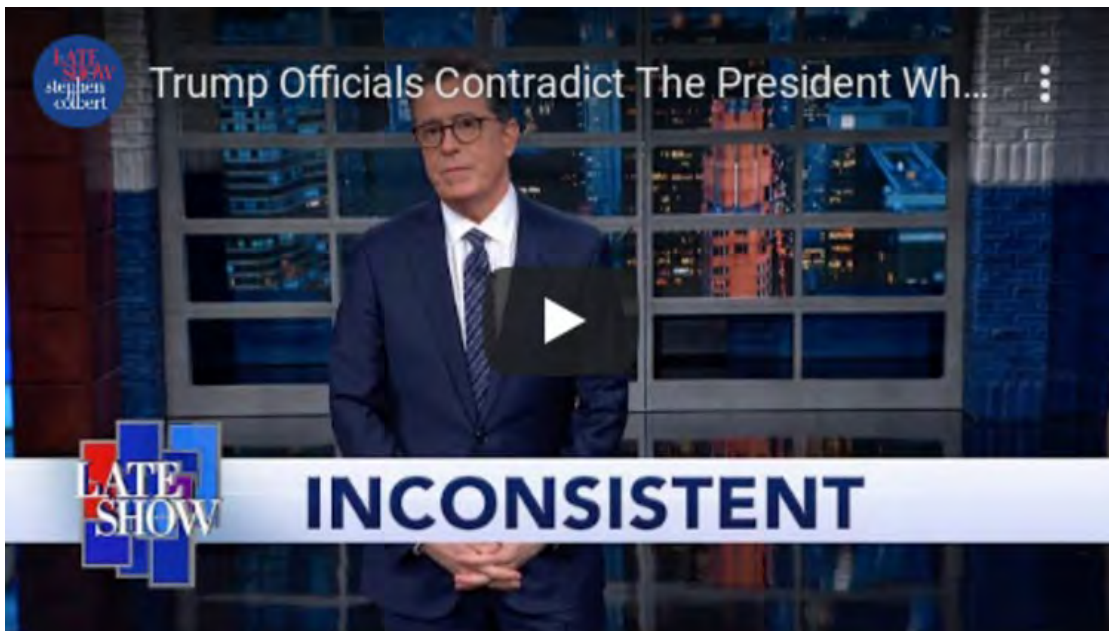 LATE
SHOW
stephen
colbert
Trump Officials Contradict The President Wh...
LATE
SHOW
INCONSISTENT